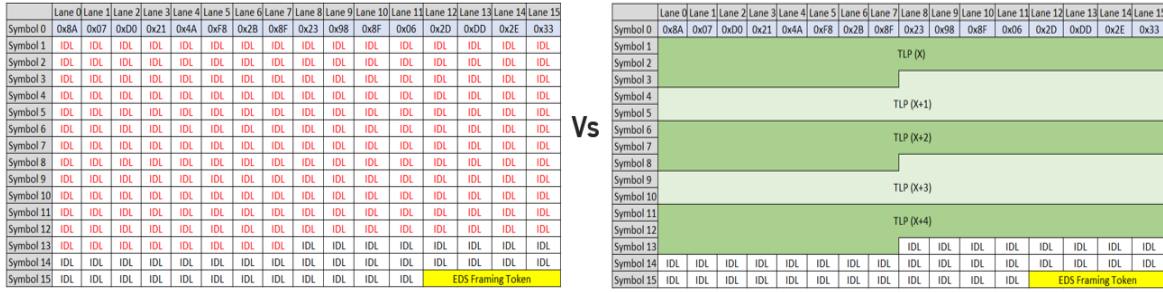 Lane 0 Lane 1 Lane 2 Lane 3 Lane 4 Lane 5 Lane 6 Lane 7 Lane 8 Lane 9 Lane 10 Lane 11 Lane 12 Lane 13 Lane 14 Lane 15
Symbol 0 0x8A 0x07 0xD0 0x21 0x4A 0xF8 0x2B 0x8F 0x23 0x98 0x8F 0x06 0x2D 0xDD 0x2E 0x33
Symbol 1 IDL IDL IDL IDL IDL IDL IDL IDL IDL IDL IDL IDL IDL IDL IDL IDL
Symbol 2 IDL IDL IDL IDL IDL IDL IDL IDL IDL IDL IDL IDL IDL IDL IDL IDL
Symbol 3 IDL IDL IDL IDL IDL IDL IDL IDL IDL IDL IDL IDL IDL IDL IDL IDL
Symbol 4 IDL IDL IDL IDL IDL IDL IDL IDL IDL IDL IDL IDL IDL IDL IDL IDL
Symbol 5 IDL IDL IDL IDL IDL IDL IDL IDL IDL IDL IDL IDL IDL IDL IDL IDL
Symbol 6 IDL IDL IDL IDL IDL IDL IDL IDL IDL IDL IDL IDL IDL IDL IDL IDL
Symbol 7 IDL IDL IDL IDL IDL IDL IDL IDL IDL IDL IDL IDL IDL IDL IDL IDL
Symbol 8 IDL IDL IDL IDL IDL IDL IDL IDL IDL IDL IDL IDL IDL IDL IDL IDL
Symbol 9 IDL IDL IDL IDL IDL IDL IDL IDL IDL IDL IDL IDL IDL IDL IDL IDL
Symbol 10 IDL IDL IDL IDL IDL IDL IDL IDL IDL IDL IDL IDL IDL IDL IDL IDL
Symbol 11 IDL IDL IDL IDL IDL IDL IDL IDL IDL IDL IDL IDL IDL IDL IDL IDL
Symbol 12 IDL IDL IDL IDL IDL IDL IDL IDL IDL IDL IDL IDL IDL IDL IDL IDL
Symbol 13 IDL IDL IDL IDL IDL IDL IDL IDL IDL IDL IDL IDL IDL IDL IDL IDL
Symbol 14 IDL IDL IDL IDL IDL IDL IDL IDL IDL IDL IDL IDL IDL IDL IDL IDL
Symbol 15 IDL IDL IDL IDL IDL IDL IDL IDL IDL IDL IDL IDL EDS Framing Token
Vs
Lane 0 Lane 1 Lane 2 Lane 3 Lane 4 Lane 5 Lane 6 Lane 7 Lane 8 Lane 9 Lane 10 Lane 11 Lane 12 Lane 13 Lane 14 Lane 15
Symbol 0 0x8A 0x07 0xD0 0x21 0x4A 0xF8 0x2B 0x8F 0x23 0x98 0x8F 0x06 0x2D 0xDD 0x2E 0x33
Symbol 1
TLP (X)
Symbol 2
Symbol 3
Symbol 4
TLP (X+1)
Symbol 5
Symbol 6
TLP (X+2)
Symbol 7
Symbol 8
Symbol 9
TLP (X+3)
Symbol 10
Symbol 11
TLP (X+4)
Symbol 12
Symbol 13 IDL IDL IDL IDL IDL IDL IDL IDL
Symbol 14 IDL IDL IDL IDL IDL IDL IDL IDL IDL IDL IDL IDL IDL IDL IDL IDL
Symbol 15 IDL IDL IDL IDL IDL IDL IDL IDL IDL IDL IDL IDL EDS Framing Token